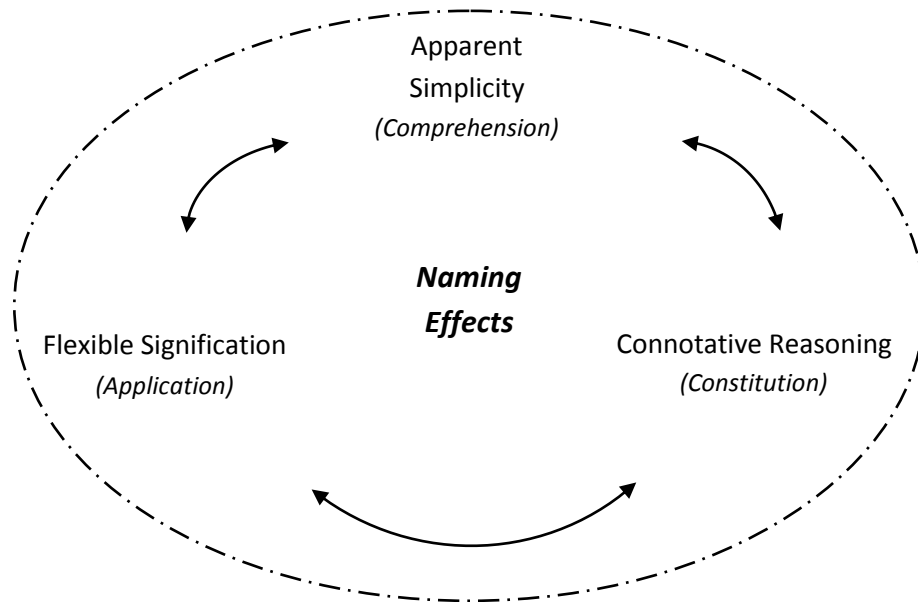 Apparent
Simplicity
(Comprehension)
Naming
Effects
Flexible Signification
(Application)
Connotative Reasoning
(Constitution)